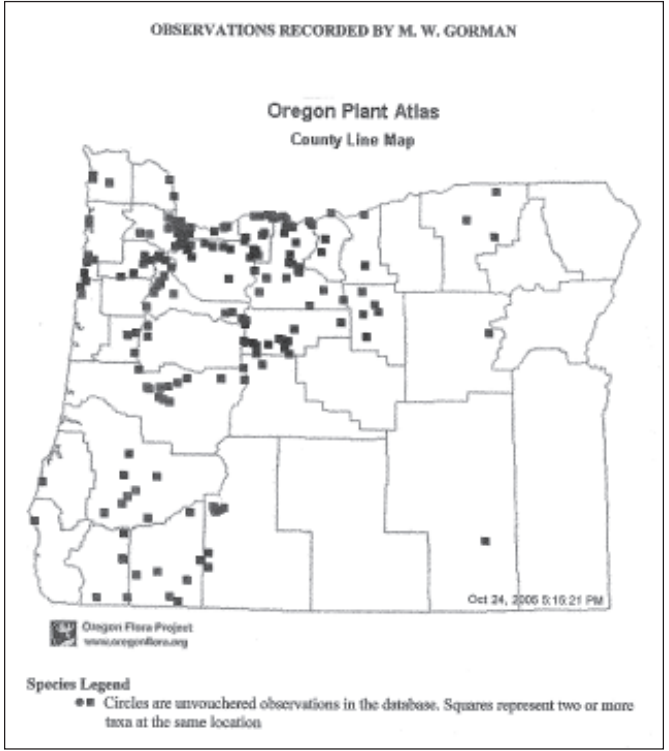 OBSERVATIONS RECORDED BY M. W. GORMAN
Oregon Plant Atlas
County Line Map
Oct 24, 2005 5:15:21 PM
Oregon Flora Project
www.oregonflora.org
Species Legend
●■ Circles are unvouchered observations in the database. Squares represent two or more
taxa at the same location